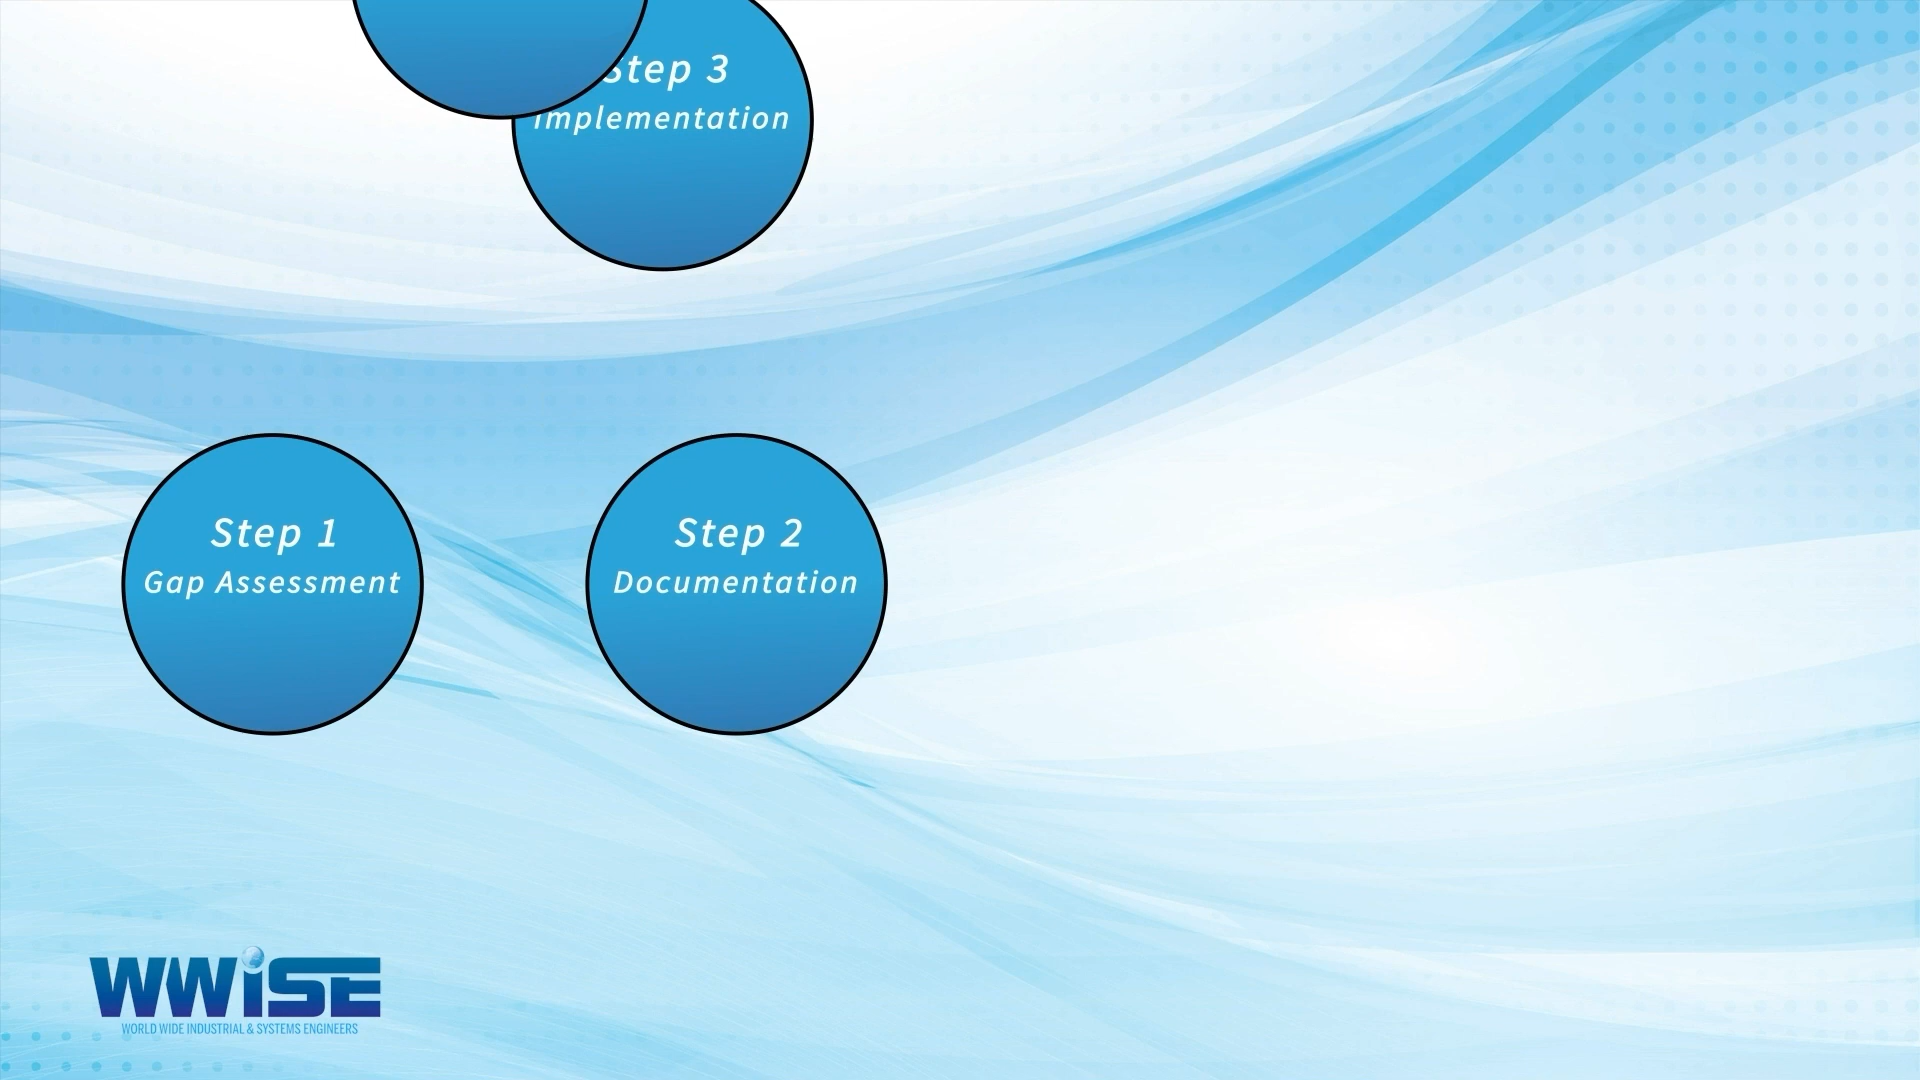 Step 3
Implementation
Step 1
Gap Assessment
Step 2
Documentation
WWISE
WORLD WIDE INDUSTRIAL & SYSTEMS ENGINEERS